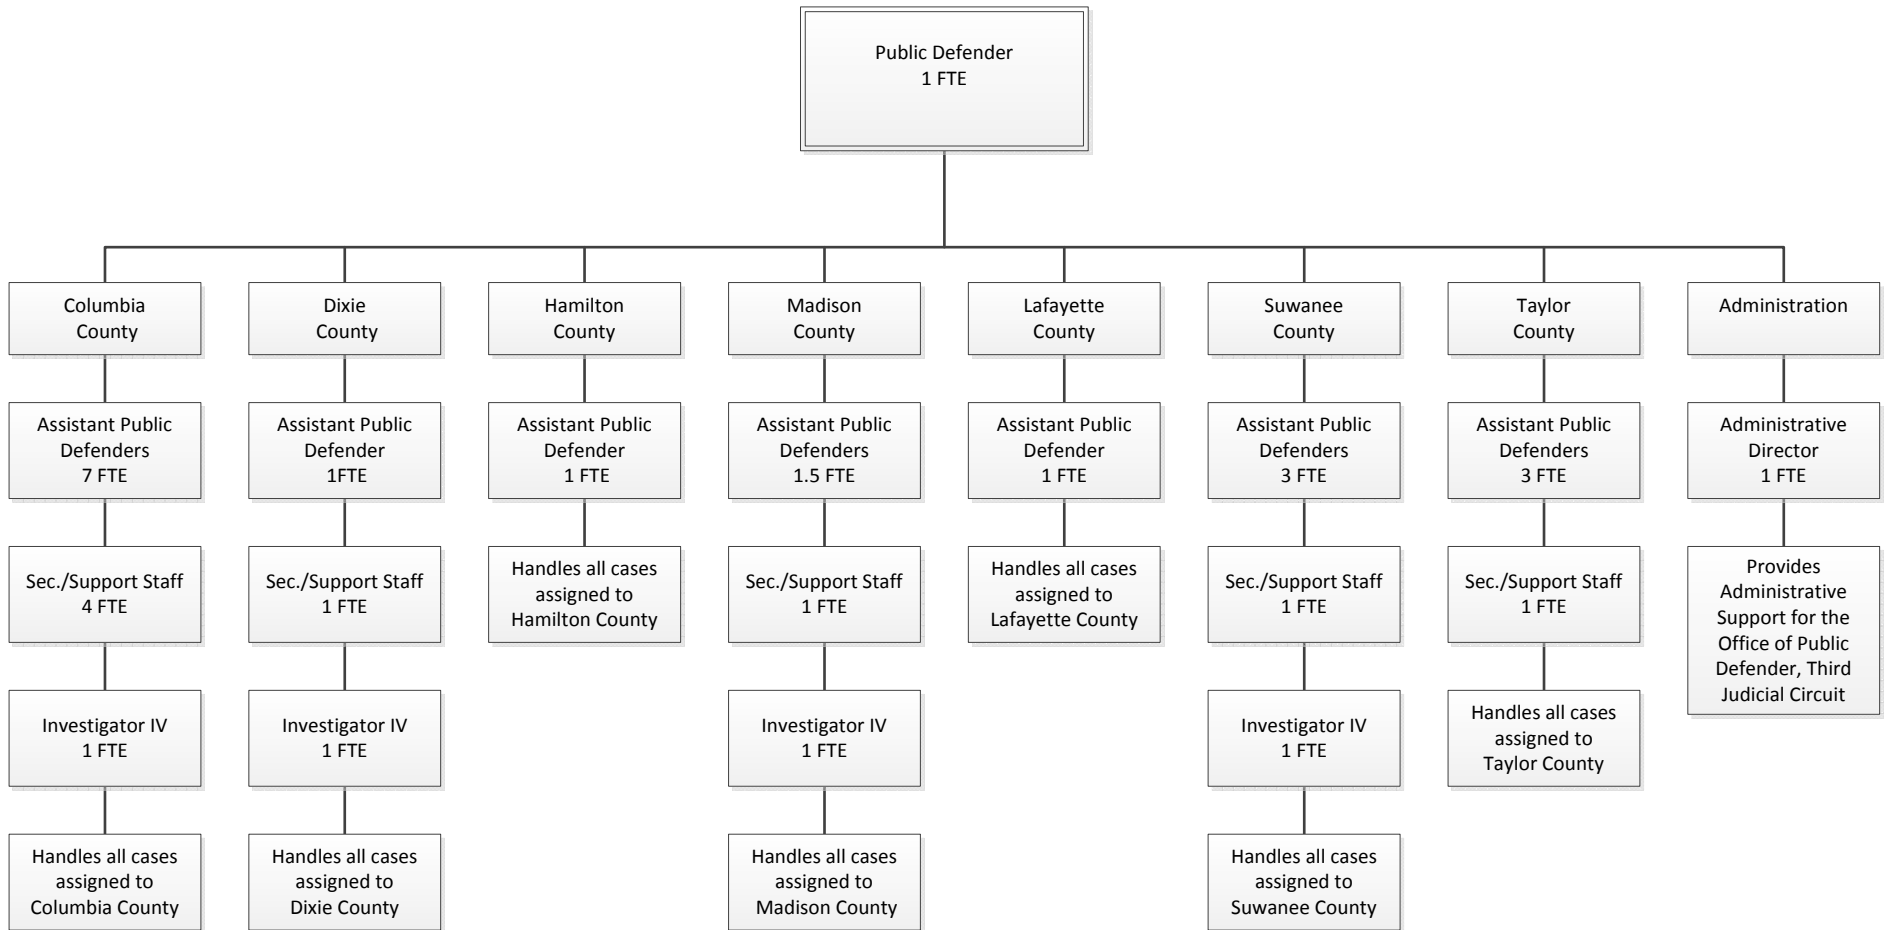 Public Defender
1 FTE
Columbia
County
Dixie
County
Hamilton
County
Madison
County
Lafayette
County
Suwanee
County
Taylor
County
Administration
Assistant Public
Defenders
7 FTE
Assistant Public
Defender
1FTE
Assistant Public
Defender
1 FTE
Assistant Public
Defenders
1.5 FTE
Assistant Public
Defender
1 FTE
Assistant Public
Defenders
3 FTE
Assistant Public
Defenders
3 FTE
Administrative
Director
1 FTE
Sec./Support Staff
4 FTE
Sec./Support Staff
1 FTE
Handles all cases
assigned to
Hamilton County
Sec./Support Staff
1 FTE
Handles all cases
assigned to
Lafayette County
Sec./Support Staff
1 FTE
Sec./Support Staff
1 FTE
Provides
Administrative
Support for the
Office of Public
Defender, Third
Judicial Circuit
Investigator IV
1 FTE
Investigator IV
1 FTE
Investigator IV
1 FTE
Investigator IV
1 FTE
Handles all cases
assigned to
Taylor County
Handles all cases
assigned to
Columbia County
Handles all cases
assigned to
Dixie County
Handles all cases
assigned to
Madison County
Handles all cases
assigned to
Suwanee County